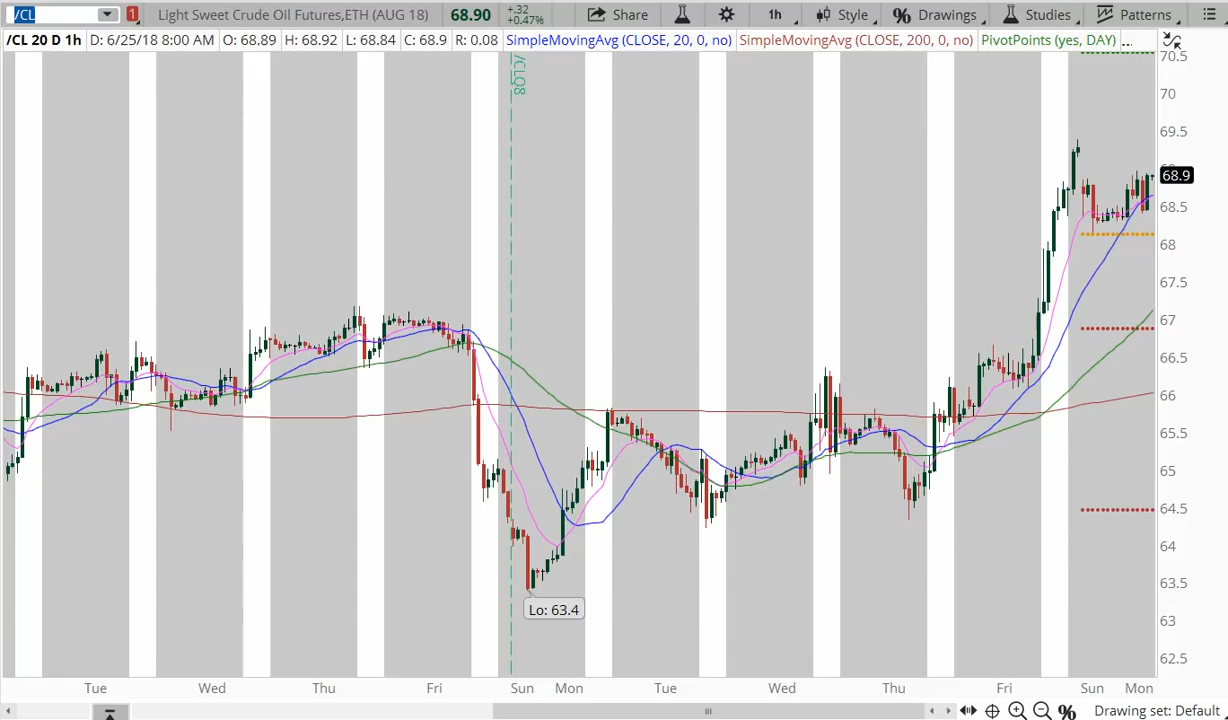 /CL 1 Light Sweet Crude Oil Futures,ETH (AUG 18) 68.90 +.32 +0.47% Share 1h Style % Drawings Studies Patterns
/CL 20 D 1h D: 6/25/18 8:00 AM O: 68.89 H: 68.92 L: 68.84 C: 68.9 R: 0.08 SimpleMovingAvg (CLOSE, 20, 0, no) SimpleMovingAvg (CLOSE, 200, 0, no) PivotPoints (yes, DAY) ...
/CLQ8
70.5
70
69.5
68.9
68.5
68
67.5
67
66.5
66
65.5
65
64.5
64
63.5
63
62.5
Lo: 63.4
Tue Wed Thu Fri Sun Mon Tue Wed Thu Fri Sun Mon
% Drawing set: Default